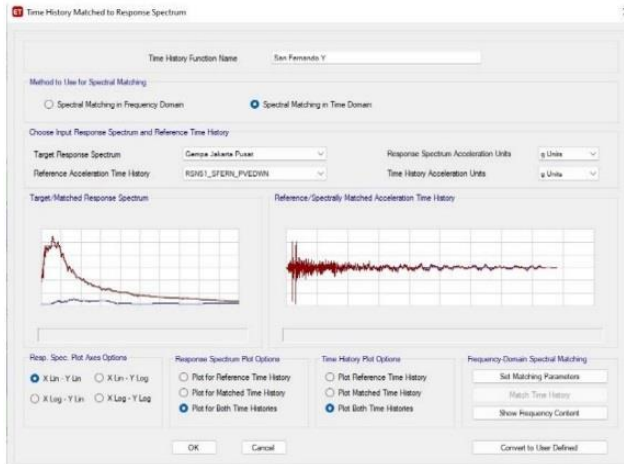 ET Time History Matched to Response Spectrum
Time History Function Name San Fernando Y
Method to Use for Spectral Matching
Spectral Matching in Frequency Domain Spectral Matching in Time Domain
Choose Input Response Spectrum and Reference Time History
Target Response Spectrum Gempa Jakarta Pusat Response Spectrum Acceleration Units g Units
Reference Acceleration Time History RSN51_SFERN_PVEDWN Time History Acceleration Units g Units
Target/Matched Response Spectrum Reference/Spectrally Matched Acceleration Time History
Resp. Spec. Plot Axes Options Response Spectrum Plot Options Time History Plot Options Frequency-Domain Spectral Matching
X Lin - Y Lin X Lin - Y Log Plot for Reference Time History Plot Reference Time History Set Matching Parameters
X Log - Y Lin X Log - Y Log Plot for Matched Time History Plot Matched Time History Match Time History
Plot for Both Time Histories Plot Both Time Histories Show Frequency Content
OK Cancel Convert to User Defined